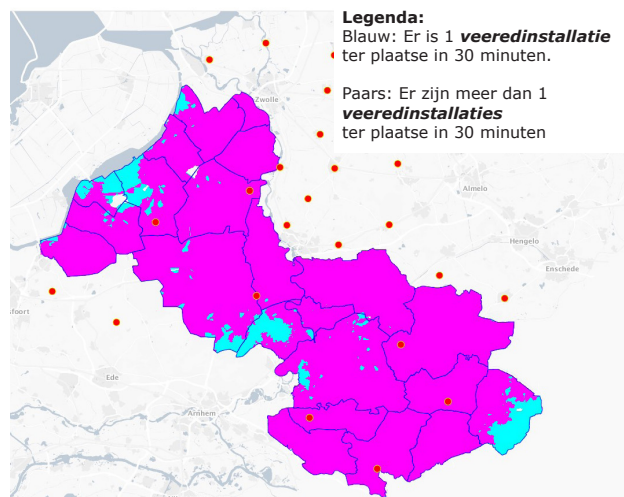 Legenda:
Blauw: Er is 1 veeredinstallatie
ter plaatse in 30 minuten.
Paars: Er zijn meer dan 1
veeredinstallaties
ter plaatse in 30 minuten
Zwolle
Almelo
Hengelo
Enschede
sfoort
Ede
Arnhem